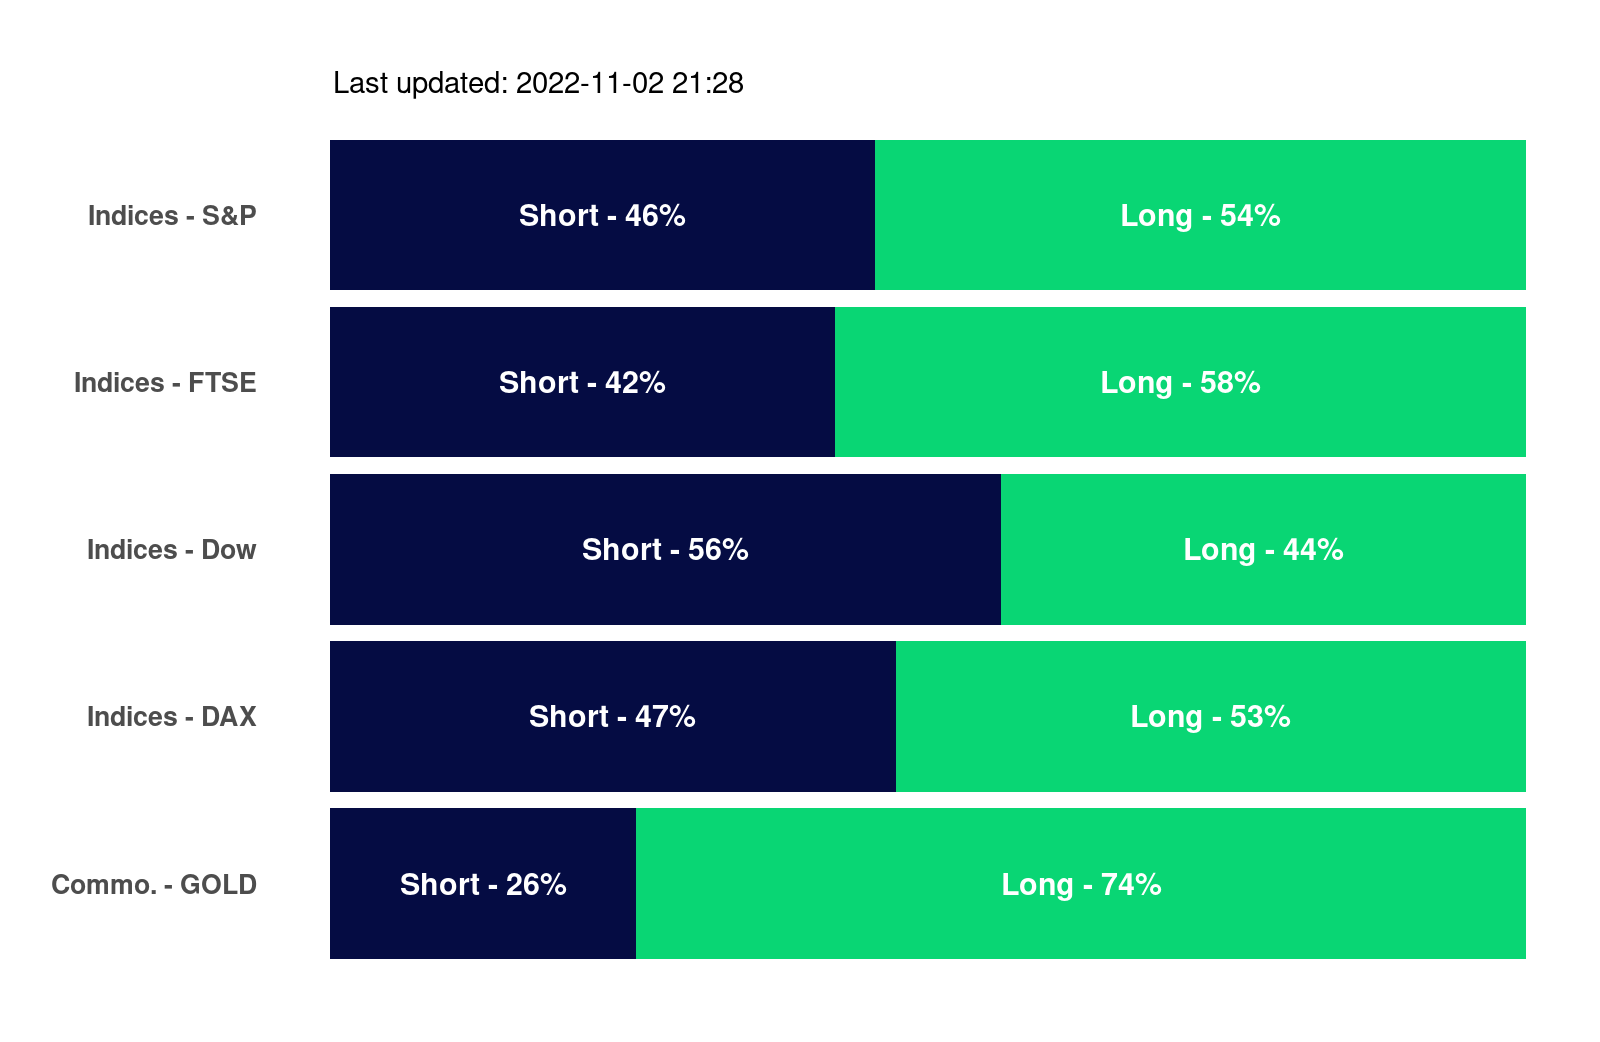 Last updated: 2022-11-02 21:28
Indices - S&P Short - 46% Long - 54%
Indices - FTSE Short - 42% Long - 58%
Indices - Dow Short - 56% Long - 44%
Indices - DAX Short - 47% Long - 53%
Commo. - GOLD Short - 26% Long - 74%